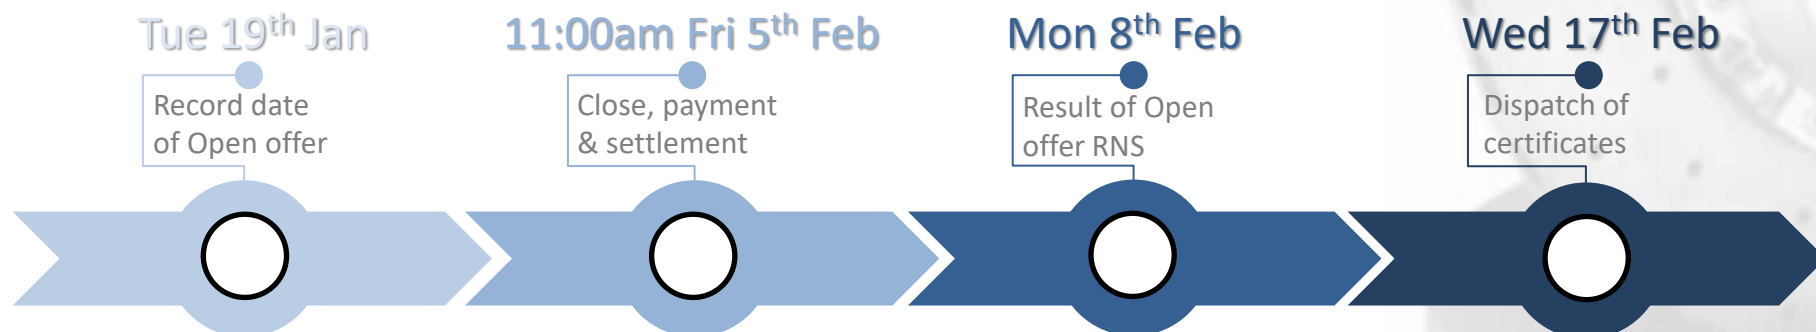 Tue 19th Jan
Record date
of Open offer
11:00am Fri 5th Feb
Close, payment
& settlement
Mon 8th Feb
Result of Open
offer RNS
Wed 17th Feb
Dispatch of
certificates